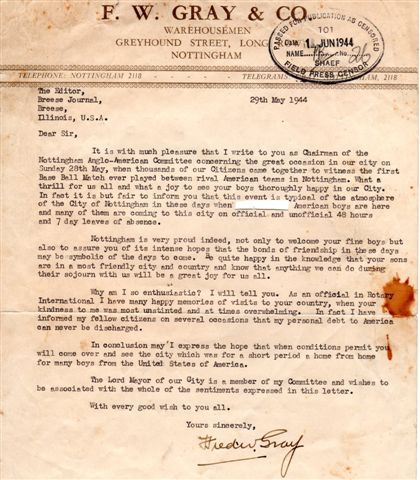 F. W. GRAY & CO.
WAREHOUSEMEN
GREYHOUND STREET, LONG
NOTTINGHAM
PASSED FOR PUBLICATION AS CENSORED
101
Date 1 JUN 1944
NAME
SHAEF
FIELD PRESS CENSOR
TELEPHONE: NOTTINGHAM 2118
TELEGRAMS: NOTTINGHAM 2118
The Editor,
Breese Journal,
Breese,
Illinois, U.S.A.
29th May 1944
Dear Sir,
It is with much pleasure that I write to you as Chairman of the
Nottingham Anglo-American Committee concerning the great occasion in our city on
Sunday 28th May, when thousands of our Citizens came together to witness the first
Base Ball Match ever played between rival American teams in Nottingham. What a
thrill for us all and what a joy to see your boys thoroughly happy in our City.
In fact it is but fair to inform you that this event is typical of the atmosphere
of the City of Nottingham in these days when American boys are here
and many of them are coming to this city on official and unofficial 48 hours
and 7 day leaves of absence.
Nottingham is very proud indeed, not only to welcome your fine boys but
also to assure you of its intense hopes that the bonds of friendship in these days
may be symbolic of the days to come. Be quite happy in the knowledge that your sons
are in a most friendly city and country and know that anything we can do during
their sojourn with us will be a great joy for us all.
Why am I so enthusiastic? I will tell you. As an official in Rotary
International I have many happy memories of visits to your country, when your
kindness to me was most unstinted and at times overwhelming. In fact I have
informed my fellow citizens on several occasions that my personal debt to America
can never be discharged.
In conclusion may I express the hope that when conditions permit you
will come over and see the city which was for a short period a home from home
for many boys from the United States of America.
The Lord Mayor of our City is a member of my Committee and wishes to
be associated with the whole of the sentiments expressed in this letter.
With every good wish to you all.
Yours sincerely,
Fred W. Gray